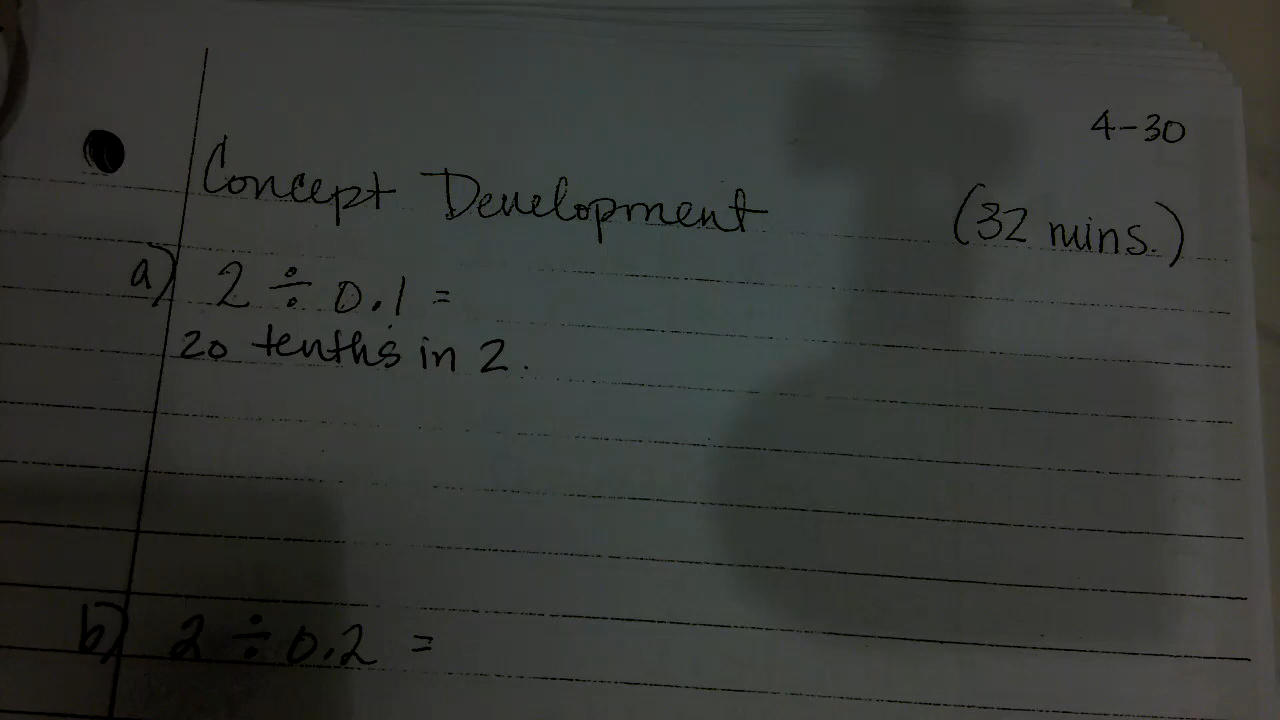 4-30
Concept Development (32 mins.)
a) 2 ÷ 0.1 =
20 tenths in 2.
b) 2 ÷ 0.2 =